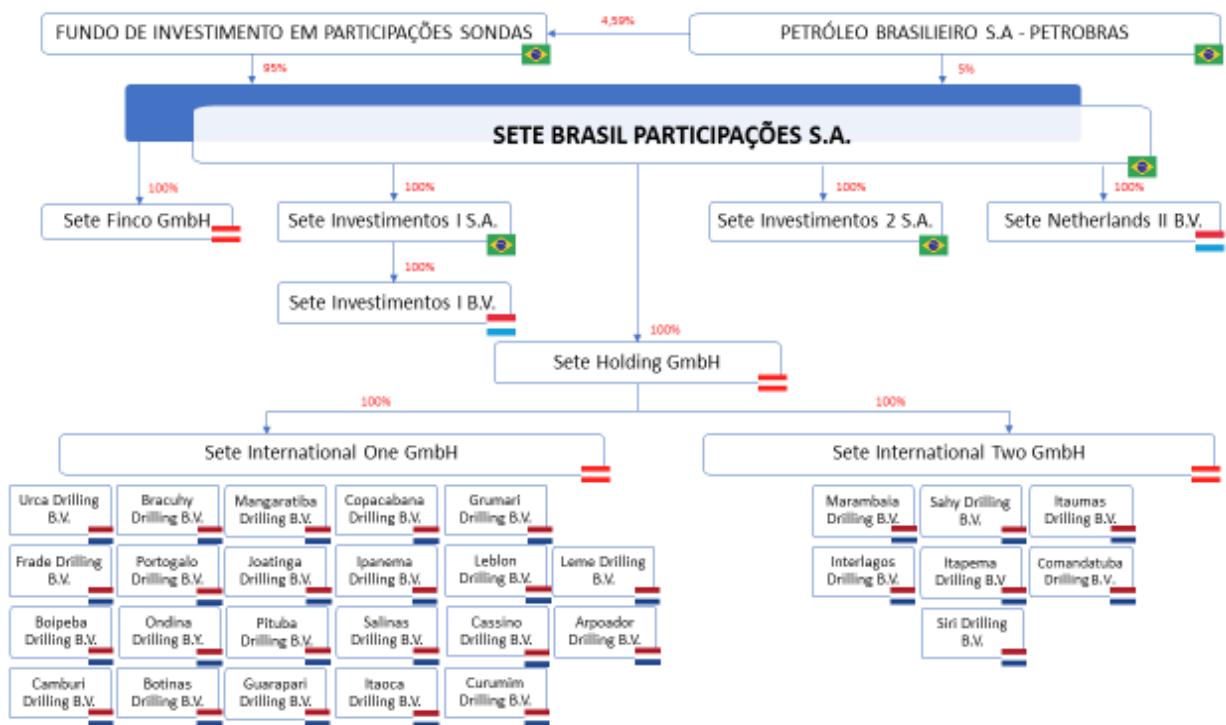 FUNDO DE INVESTIMENTO EM PARTICIPAÇÕES SONDAS
4,59%
PETRÓLEO BRASILIEIRO S.A - PETROBRAS
95%
5%
SETE BRASIL PARTICIPAÇÕES S.A.
100%
100%
100%
100%
Sete Finco GmbH
Sete Investimentos I S.A.
Sete Investimentos 2 S.A.
Sete Netherlands II B.V.
100%
Sete Investimentos I B.V.
100%
Sete Holding GmbH
100%
100%
Sete International One GmbH
Sete International Two GmbH
Urca Drilling
B.V.
Bracuhy
Drilling B.V.
Mangaratiba
Drilling B.V.
Copacabana
Drilling B.V.
Grumari
Drilling B.V.
Marambaia
Drilling B.V.
Sahy Drilling
B.V.
Itaumas
Drilling B.V.
Frade Drilling
B.V.
Portogalo
Drilling B.V.
Joatinga
Drilling B.V.
Ipanema
Drilling B.V.
Leblon
Drilling B.V.
Leme Drilling
B.V.
Interlagos
Drilling B.V.
Itapema
Drilling B.V
Comandatuba
Drilling B.V.
Boipeba
Drilling B.V.
Ondina
Drilling B.V.
Pituba
Drilling B.V.
Salinas
Drilling B.V.
Cassino
Drilling B.V.
Arpoador
Drilling B.V.
Siri Drilling
B.V.
Camburi
Drilling B.V.
Botinas
Drilling B.V.
Guarapari
Drilling B.V.
Itaoca
Drilling B.V.
Curumim
Drilling B.V.